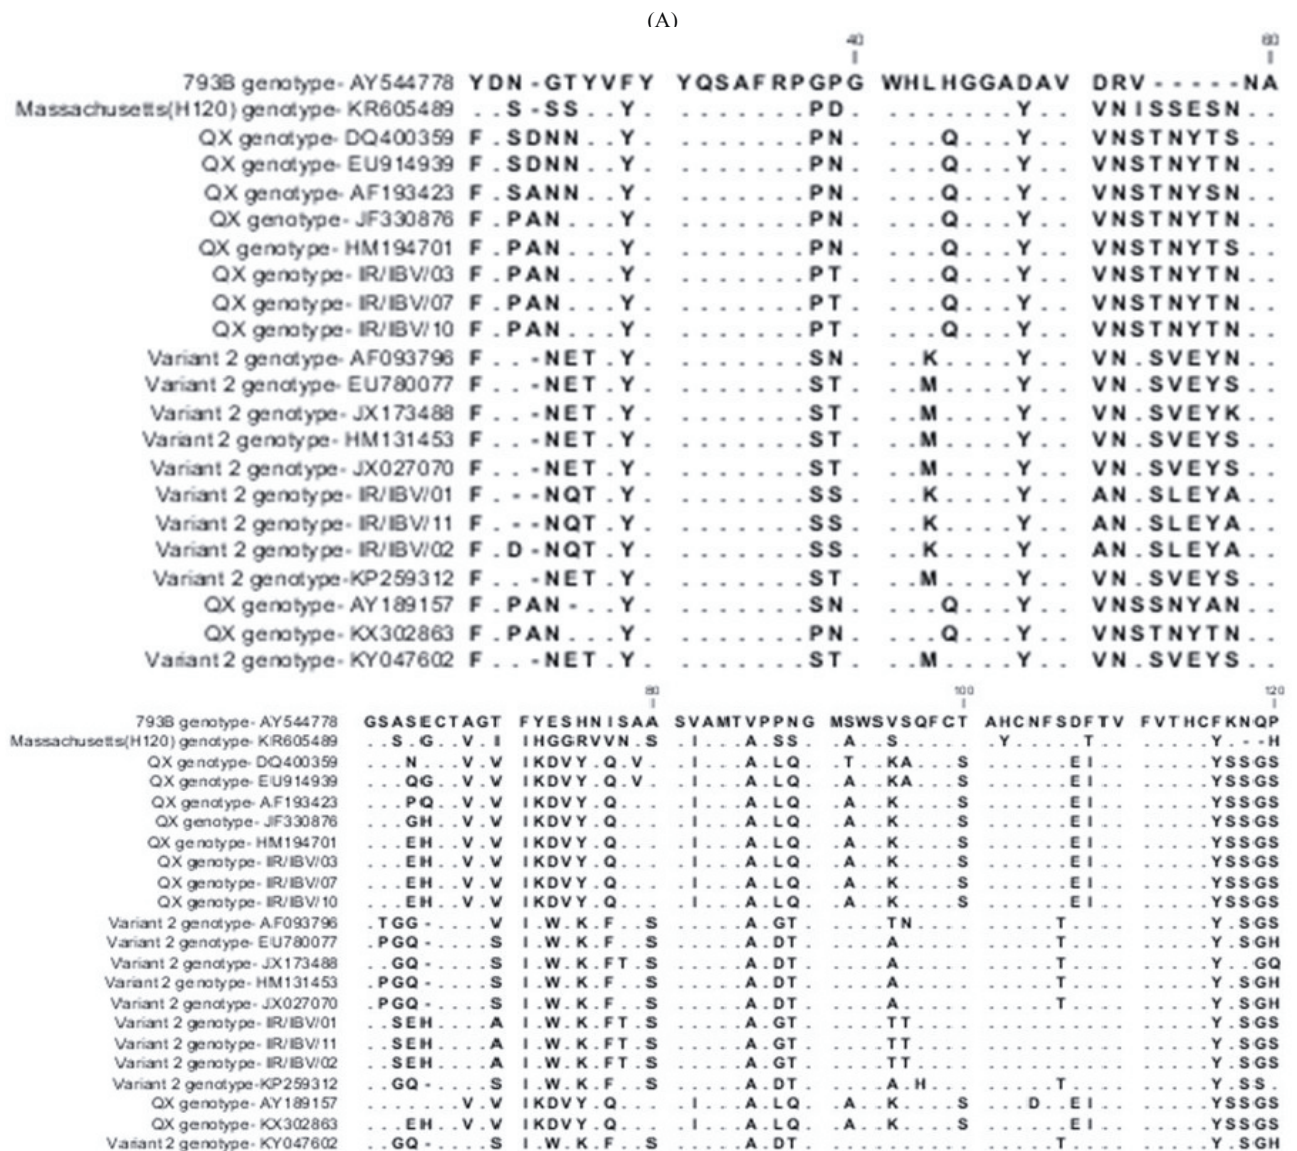 (A)
40 60
793B genotype- AY544778 YDN-GTYVFY YQSAFRPGPG WHLHGGADAV DRV-----NA
Massachusetts(H120) genotype- KR605489 ..S-SS..Y. .......PD. .......Y.. VNISSESN..
QX genotype- DQ400359 F.SDNN..Y. .......PN. ...Q...Y.. VNSTNYTS..
QX genotype- EU914939 F.SDNN..Y. .......PN. ...Q...Y.. VNSTNYTS..
QX genotype- AF193423 F.SANN..Y. .......PN. ...Q...Y.. VNSTNYSN..
QX genotype- JF330876 F.PAN...Y. .......PN. ...Q...Y.. VNSTNYTN..
QX genotype- HM194701 F.PAN...Y. .......PN. ...Q...Y.. VNSTNYTS..
QX genotype- IR/IBV/03 F.PAN...Y. .......PT. ...Q...Y.. VNSTNYTN..
QX genotype- IR/IBV/07 F.PAN...Y. .......PT. ...Q...Y.. VNSTNYTN..
QX genotype- IR/IBV/10 F.PAN...Y. .......PT. ...Q...Y.. VNSTNYTN..
Variant 2 genotype- AF093796 F..-NET.Y. .......SN. ..K....Y.. VN.SVEYN..
Variant 2 genotype- EU780077 F..-NET.Y. .......ST. ..M....Y.. VN.SVEYS..
Variant 2 genotype- JX173488 F..-NET.Y. .......ST. ..M....Y.. VN.SVEYK..
Variant 2 genotype- HM131453 F..-NET.Y. .......ST. ..M....Y.. VN.SVEYS..
Variant 2 genotype- JX027070 F..-NET.Y. .......ST. ..M....Y.. VN.SVEYS..
Variant 2 genotype- IR/IBV/01 F.--NQT.Y. .......SS. ..K....Y.. AN.SLEYA..
Variant 2 genotype- IR/IBV/11 F.--NQT.Y. .......SS. ..K....Y.. AN.SLEYA..
Variant 2 genotype- IR/IBV/02 F.D-NQT.Y. .......SS. ..K....Y.. AN.SLEYA..
Variant 2 genotype-KP259312 F..-NET.Y. .......ST. ..M....Y.. VN.SVEYS..
QX genotype- AY189157 F.PAN-..Y. .......SN. ...Q...Y.. VNSSNYAN..
QX genotype- KX302863 F.PAN...Y. .......PN. ...Q...Y.. VNSTNYTN..
Variant 2 genotype- KY047602 F..-NET.Y. .......ST. ..M....Y.. VN.SVEYS..
80 100 120
793B genotype- AY544778 GSASIECTAGT FYESHNISAA SVAMTVPPNG MSWSVSQFCT AHCNFSDFTV FVTHCFKNQP
Massachusetts(H120) genotype- KR605489 ..S.G..V.I IHGGRVVN.S .I...A.SS. .A..S..... .Y.....T.. .....Y.--H
QX genotype- DQ400359 ...N...V.W IKDVY.Q.V. .I...A.LQ. .T..KA...S .......EI. .....YSSGS
QX genotype- EU914939 ...QG..V.W IKDVY.Q.V. .I...A.LQ. .A..KA...S .......EI. .....YSSGS
QX genotype- AF193423 ...PQ..V.W IKDVY.Q... .I...A.LQ. .A..K....S .......EI. .....YSSGS
QX genotype- JF330876 ...GH..V.W IKDVY.Q... .I...A.LQ. .A..K....S .......EI. .....YSSGS
QX genotype- HM194701 ...EH..V.W IKDVY.Q... .I...A.LQ. .A..K....S .......EI. .....YSSGS
QX genotype- IR/IBV/03 ...EH..V.W IKDVY.Q... .I...A.LQ. .A..K....S .......EI. .....YSSGS
QX genotype- IR/IBV/07 ...EH..V.W IKDVY.Q... .I...A.LQ. .A..K....S .......EI. .....YSSGS
QX genotype- IR/IBV/10 ...EH..V.W IKDVY.Q... .I...A.LQ. .A..K....S .......EI. .....YSSGS
Variant 2 genotype- AF093796 .TGG-....W I.W.K.F..S .....A.GT. ....TN.... ......T... .....Y.SGS
Variant 2 genotype- EU780077 .PGQ-....S I.W.K.F..S .....A.DT. ....A..... ......T... .....Y.SGH
Variant 2 genotype- JX173488 ..GQ-....S I.W.K.FT.S .....A.DT. ....A..... ......T... .....Y..GQ
Variant 2 genotype- HM131453 .PGQ-....S I.W.K.F..S .....A.DT. ....A..... ......T... .....Y.SGH
Variant 2 genotype- JX027070 .PGQ-....S I.W.K.F..S .....A.DT. ....A..... ......T... .....Y.SGH
Variant 2 genotype- IR/IBV/01 ..SEH....A I.W.K.FT.S .....A.GT. ....TT.... .......... .....Y.SGS
Variant 2 genotype- IR/IBV/11 ..SEH....A I.W.K.FT.S .....A.GT. ....TT.... .......... .....Y.SGS
Variant 2 genotype- IR/IBV/02 ..SEH....A I.W.K.FT.S .....A.GT. ....TT.... .......... .....Y.SGS
Variant 2 genotype-KP259312 ..GQ-....S I.W.K.F..S .....A.DT. ....A.H... ......T... .....Y.SS.
QX genotype- AY189157 .......V.W IKDVY.Q... .I...A.LQ. .A..K....S ....D..EI. .....YSSGS
QX genotype- KX302863 ...EH..V.W IKDVY.Q... .I...A.LQ. .A..K....S .......EI. .....YSSGS
Variant 2 genotype- KY047602 ..GQ-....S I.W.K.F..S .....A.DT. .......... ......T... .....Y.SGH